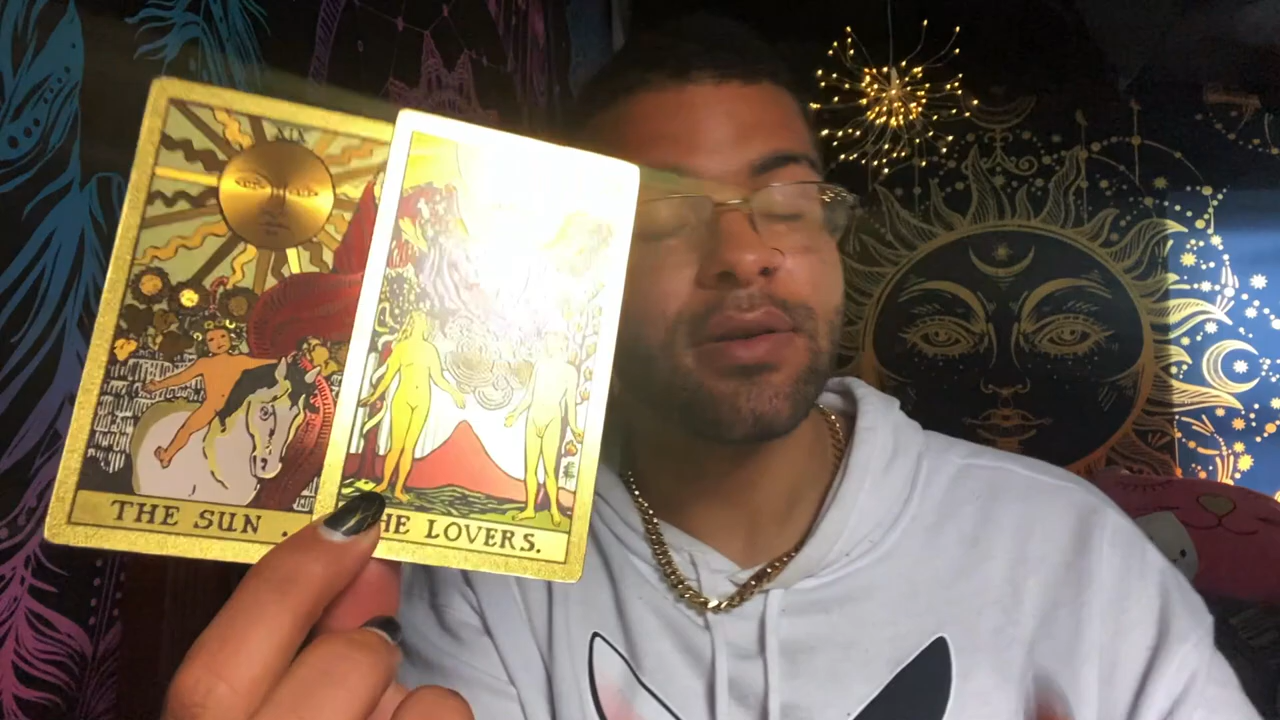 XIX
THE SUN .
HE LOVERS.